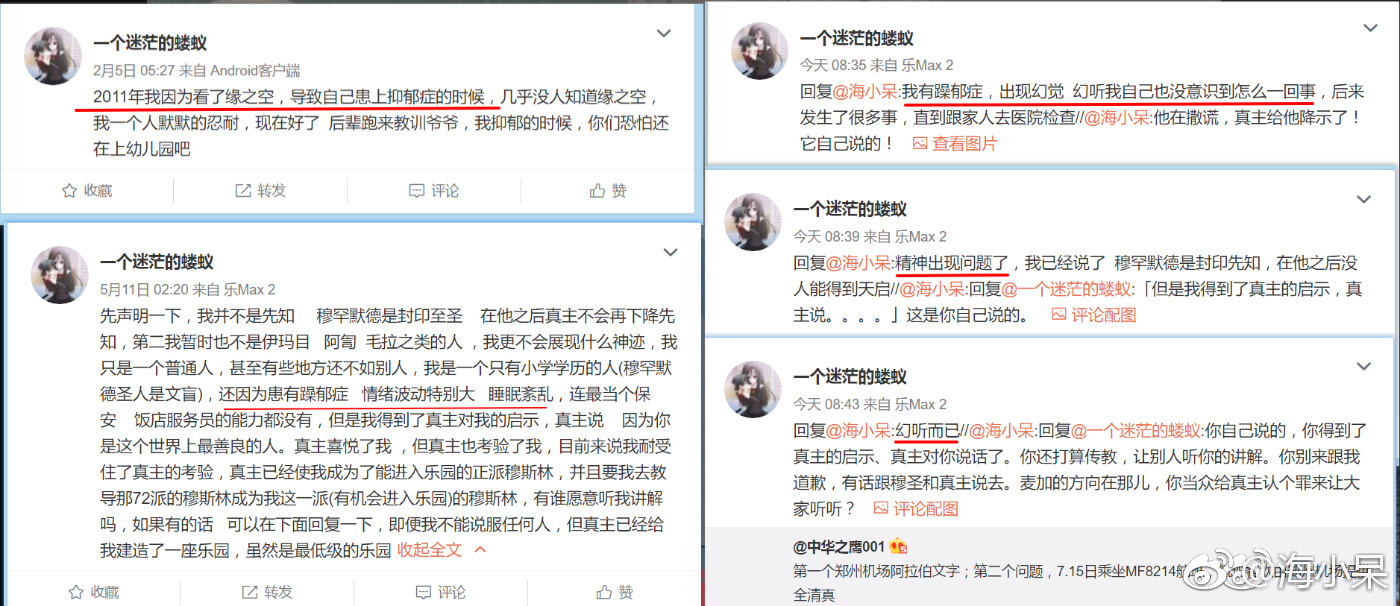 一个迷茫的蝼蚁
2月5日 05:27 来自 Android客户端
2011年我因为看了缘之空，导致自己患上抑郁症的时候，几乎没人知道缘之空，
我一个人默默的忍耐，现在好了 后辈跑来教训爷爷，我抑郁的时候，你们恐怕还
在上幼儿园吧
收藏 转发 评论 赞
一个迷茫的蝼蚁
5月11日 02:20 来自 乐Max 2
先声明一下，我并不是先知 穆罕默德是封印至圣 在他之后真主不会再下降先
知，第二我暂时也不是伊玛目 阿訇 毛拉之类的人 ，我更不会展现什么神迹，我
只是一个普通人，甚至有些地方还不如别人，我是一个只有小学学历的人(穆罕默
德圣人是文盲)，还因为患有躁郁症 情绪波动特别大 睡眠紊乱，连最当个保
安 饭店服务员的能力都没有，但是我得到了真主对我的启示，真主说 因为你
是这个世界上最善良的人。真主喜悦了我 ，但真主也考验了我，目前来说我耐受
住了真主的考验，真主已经使我成为了能进入乐园的正派穆斯林，并且要我去教
导那72派的穆斯林成为我这一派(有机会进入乐园)的穆斯林，有谁愿意听我讲解
吗，如果有的话 可以在下面回复一下，即便我不能说服任何人，但真主已经给
我建造了一座乐园，虽然是最低级的乐园 收起全文
收藏 转发 评论 赞
一个迷茫的蝼蚁
今天 08:35 来自 乐Max 2
回复@海小呆:我有躁郁症，出现幻觉 幻听我自己也没意识到怎么一回事，后来
发生了很多事，直到跟家人去医院检查//@海小呆:他在撒谎，真主给他降示了！
它自己说的！ 查看图片
一个迷茫的蝼蚁
今天 08:39 来自 乐Max 2
回复@海小呆:精神出现问题了，我已经说了 穆罕默德是封印先知，在他之后没
人能得到天启//@海小呆:回复@一个迷茫的蝼蚁:「但是我得到了真主的启示，真
主说。。。。」这是你自己说的。 评论配图
一个迷茫的蝼蚁
今天 08:43 来自 乐Max 2
回复@海小呆:幻听而已//@海小呆:回复@一个迷茫的蝼蚁:你自己说的，你得到了
真主的启示、真主对你说话了。你还打算传教，让别人听你的讲解。你别来跟我
道歉，有话跟穆圣和真主说去。麦加的方向在那儿，你当众给真主认个罪来让大
家听听？ 评论配图
@中华之鹰001
第一个郑州机场阿拉伯文字；第二个问题，7.15日乘坐MF8214航
全清真
@海小呆